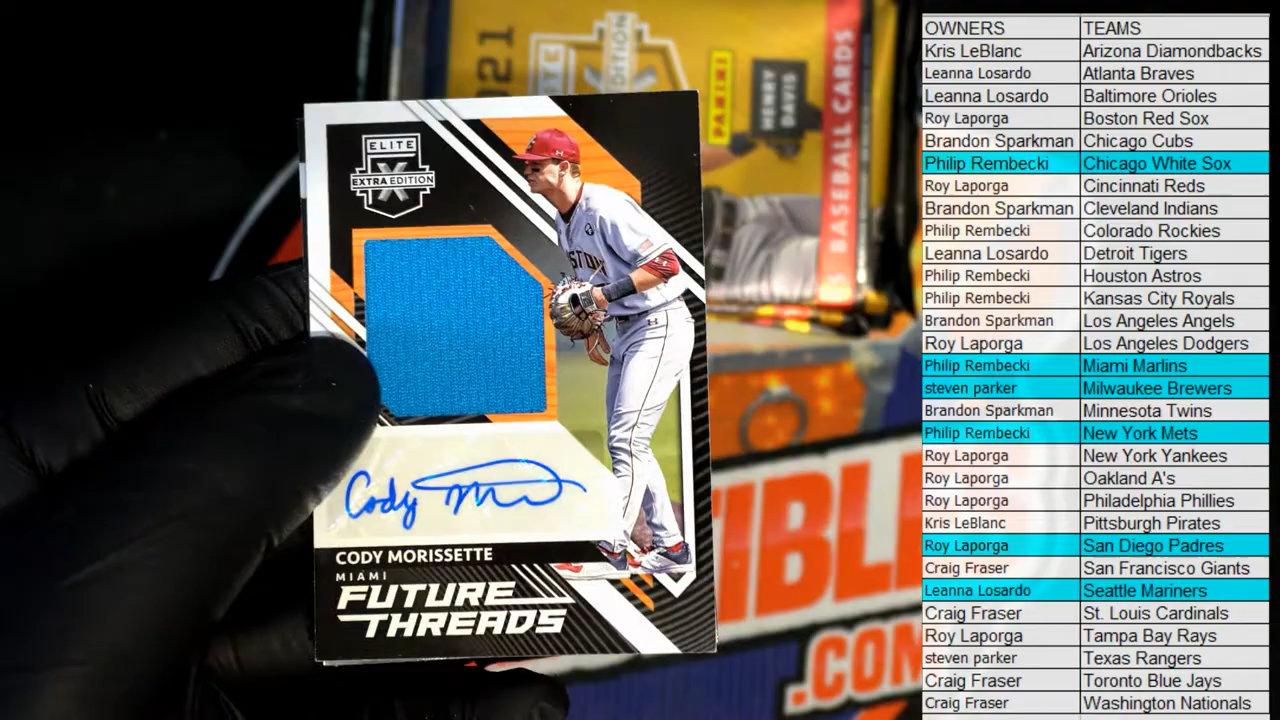 2021
ELITE
X
EDITION
PANINI
HENRY
DAVIS
BASEBALL CARDS
ELITE
X
EXTRA EDITION
Cody
CODY MORISSETTE
MIAMI
FUTURE
THREADS
TIBLE
.COM
OWNERS TEAMS
Kris LeBlanc Arizona Diamondbacks
Leanna Losardo Atlanta Braves
Leanna Losardo Baltimore Orioles
Roy Laporga Boston Red Sox
Brandon Sparkman Chicago Cubs
Philip Rembecki Chicago White Sox
Roy Laporga Cincinnati Reds
Brandon Sparkman Cleveland Indians
Philip Rembecki Colorado Rockies
Leanna Losardo Detroit Tigers
Philip Rembecki Houston Astros
Philip Rembecki Kansas City Royals
Brandon Sparkman Los Angeles Angels
Roy Laporga Los Angeles Dodgers
Philip Rembecki Miami Marlins
steven parker Milwaukee Brewers
Brandon Sparkman Minnesota Twins
Philip Rembecki New York Mets
Roy Laporga New York Yankees
Roy Laporga Oakland A's
Roy Laporga Philadelphia Phillies
Kris LeBlanc Pittsburgh Pirates
Roy Laporga San Diego Padres
Craig Fraser San Francisco Giants
Leanna Losardo Seattle Mariners
Craig Fraser St. Louis Cardinals
Roy Laporga Tampa Bay Rays
steven parker Texas Rangers
Craig Fraser Toronto Blue Jays
Craig Fraser Washington Nationals